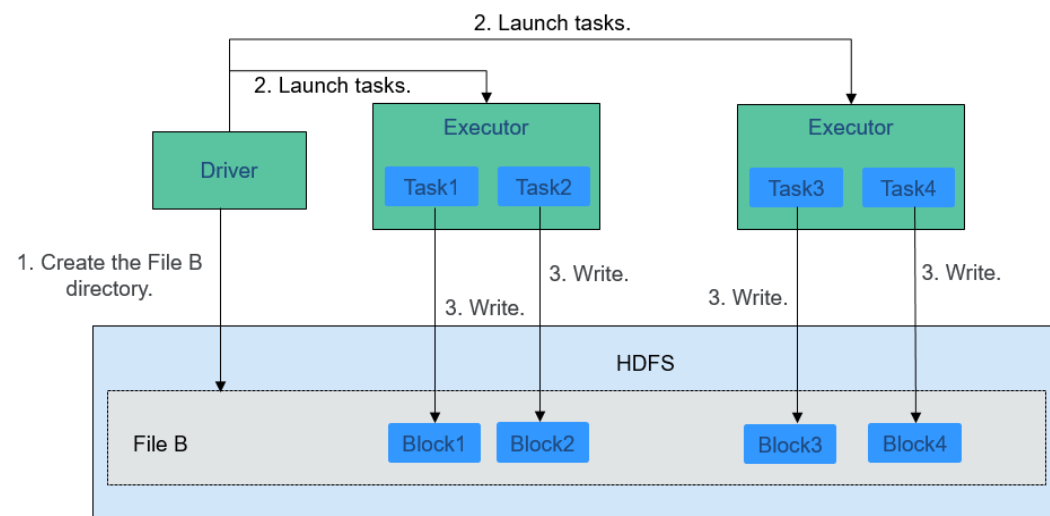 2. Launch tasks.
2. Launch tasks.
Executor
Executor
Driver
Task1
Task2
Task3
Task4
1. Create the File B
directory.
3. Write.
3. Write.
3. Write.
3. Write.
HDFS
File B
Block1
Block2
Block3
Block4